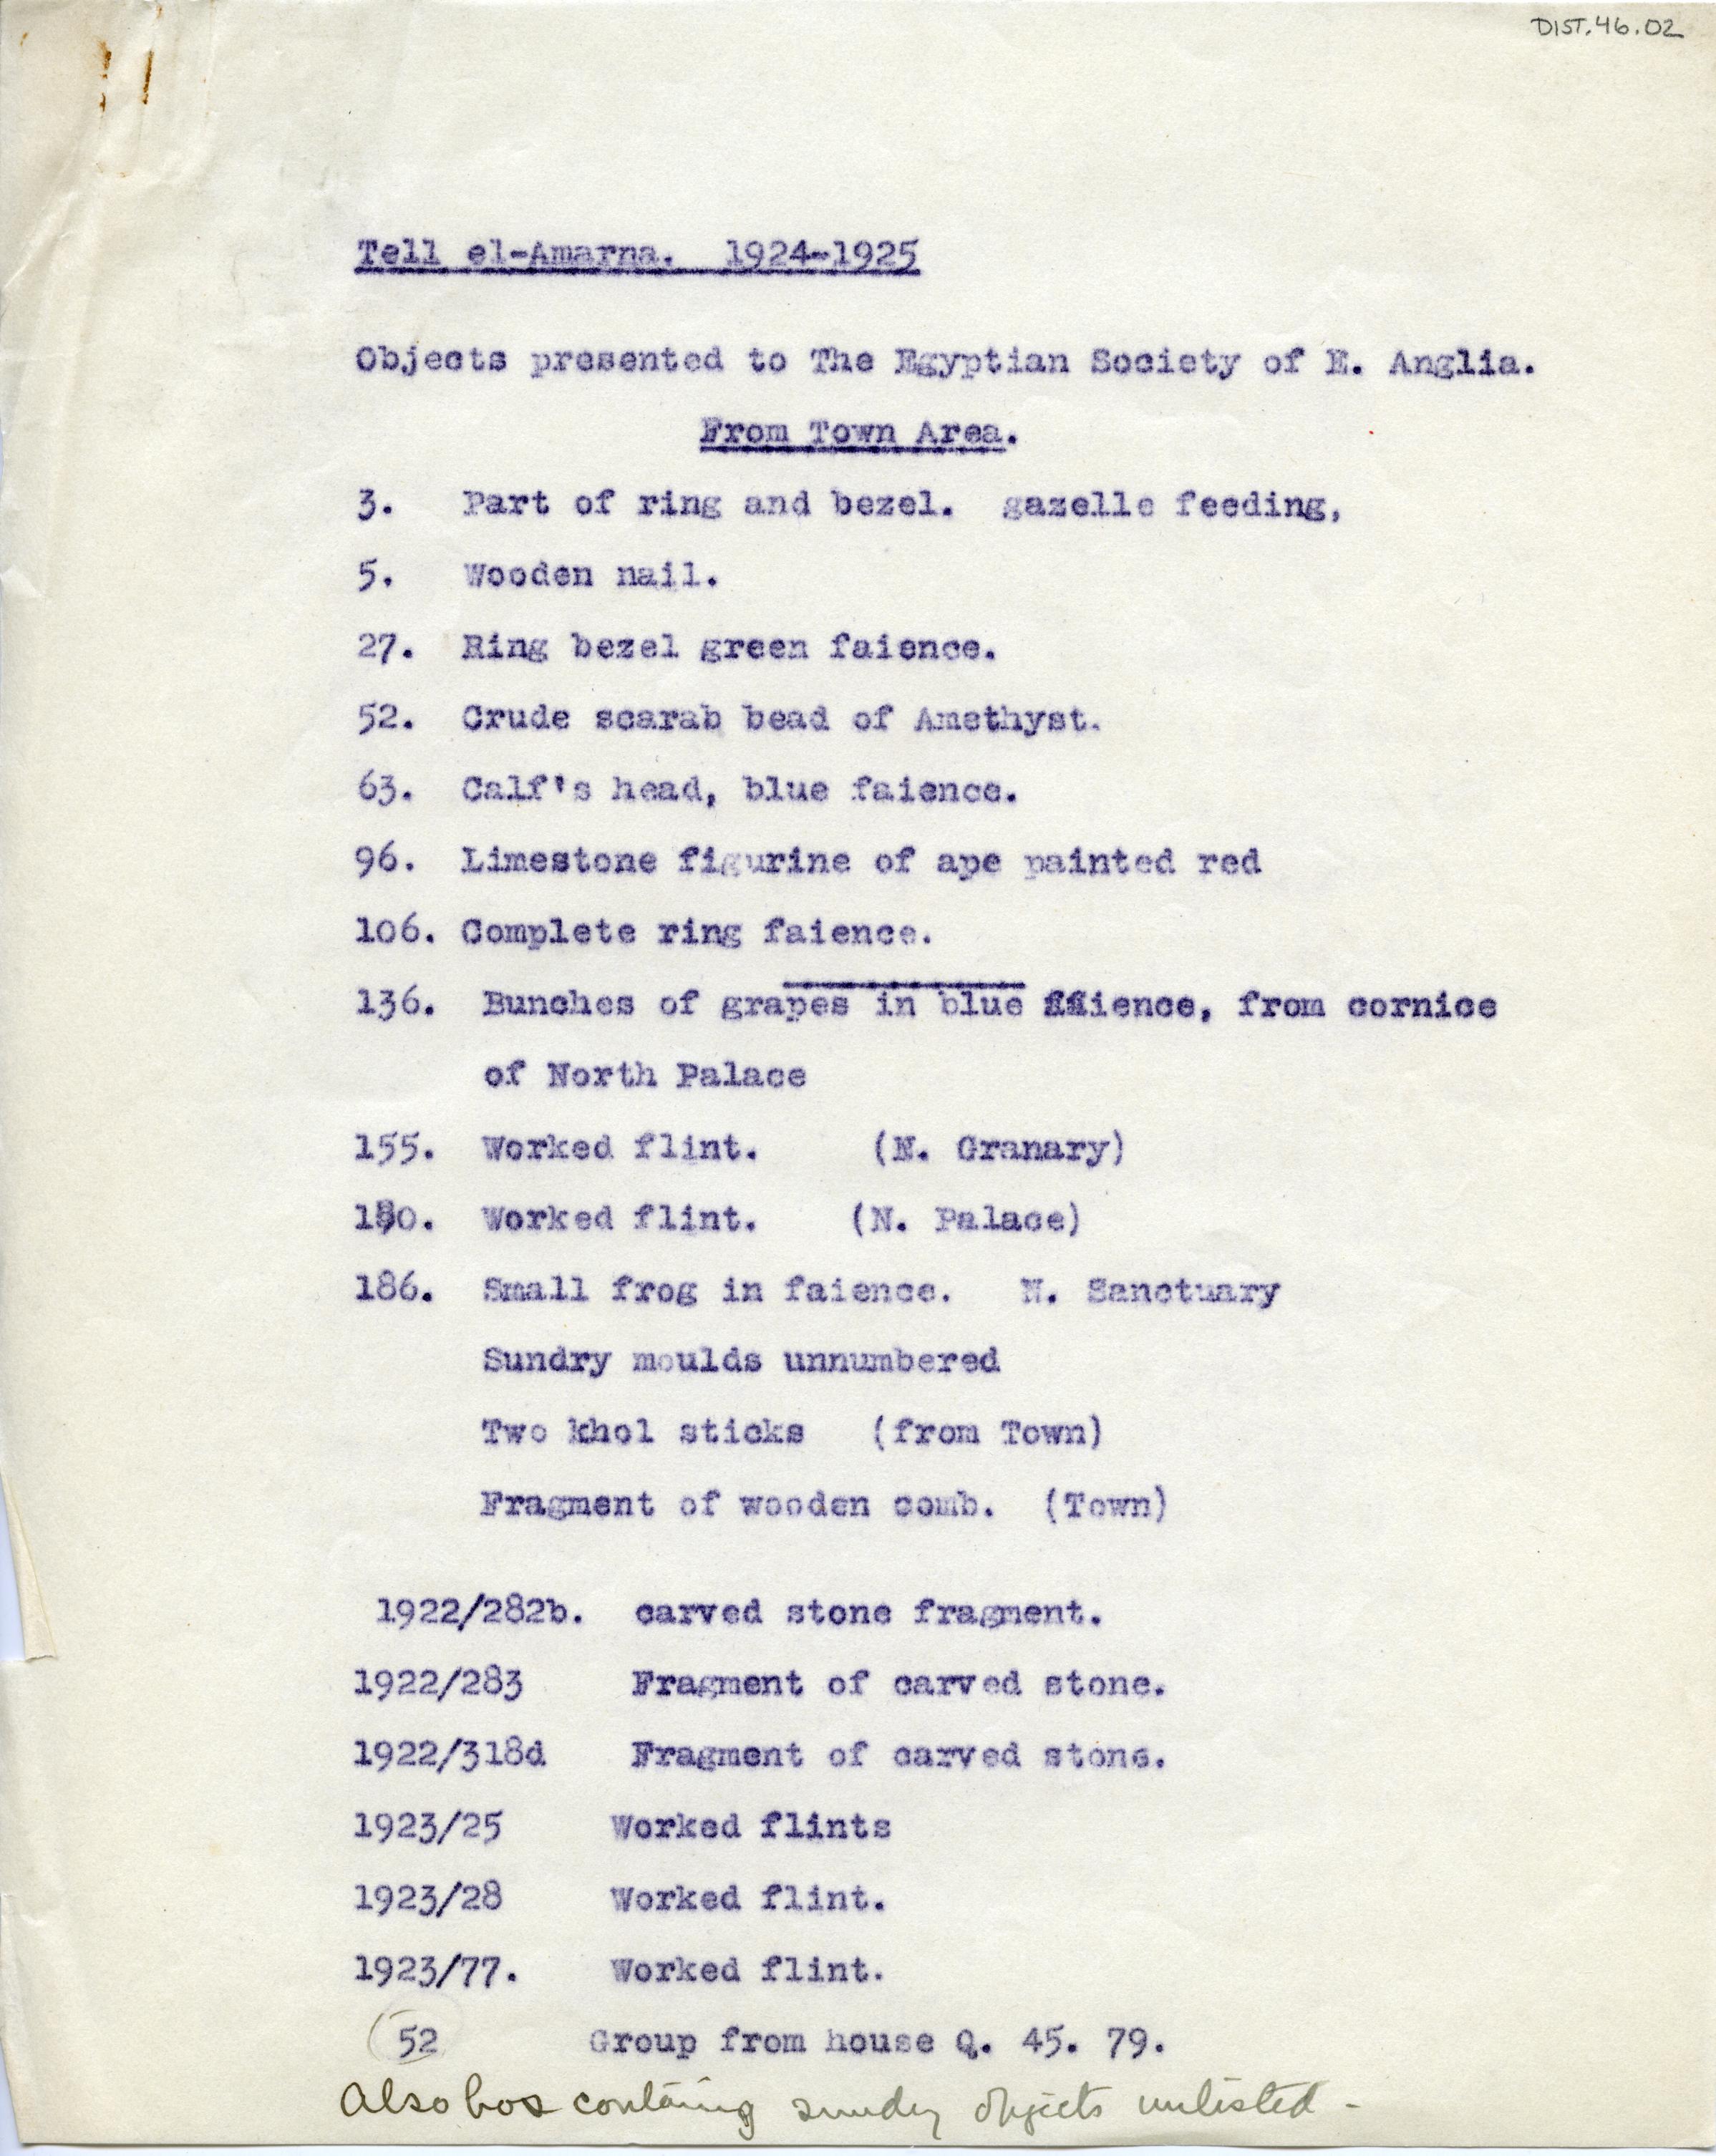 DIST.46.02
Tell el-Amarna. 1924-1925
Objects presented to The Egyptian Society of E. Anglia.
From Town Area.
3. Part of ring and bezel. gazelle feeding,
5. Wooden nail.
27. Ring bezel green faience.
52. Crude scarab bead of Amethyst.
63. Calf's head, blue faience.
96. Limestone figurine of ape painted red
106. Complete ring faience.
136. Bunches of grapes in blue faience, from cornice
of North Palace
155. Worked flint. (N. Granary)
Worked flint. (N. Palace)
186. Small frog in faience. N. Sanctuary
Sundry moulds unnumbered
Two khol sticks (from Town)
Fragment of wooden comb. (Town)
1922/282b. carved stone fragment.
1922/283 Fragment of carved stone.
1922/318d Fragment of carved stone.
1923/25 Worked flints
1923/28 Worked flint.
1923/77. Worked flint.
52 Group from house Q. 45. 79.
Also box containing sundry objects unlisted -